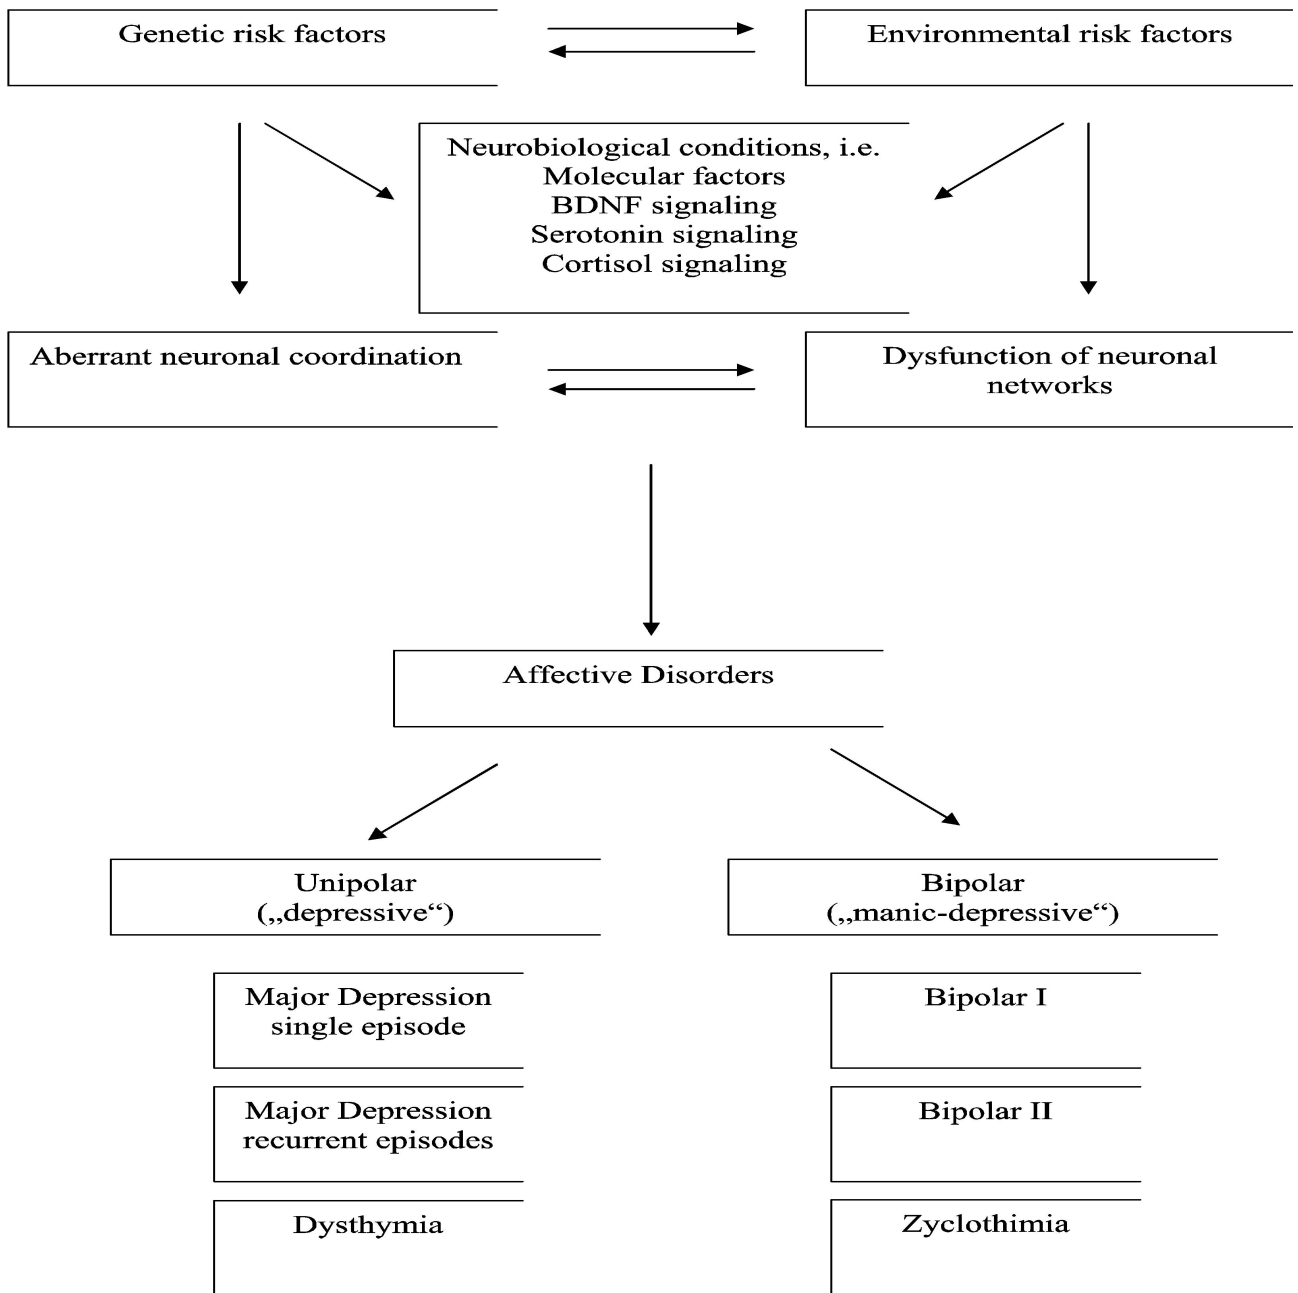 Genetic risk factors
Environmental risk factors
Neurobiological conditions, i.e.
Molecular factors
BDNF signaling
Serotonin signaling
Cortisol signaling
Aberrant neuronal coordination
Dysfunction of neuronal
networks
Affective Disorders
Unipolar
(„depressive“)
Bipolar
(„manic-depressive“)
Major Depression
single episode
Bipolar I
Major Depression
recurrent episodes
Bipolar II
Dysthymia
Zyclothimia